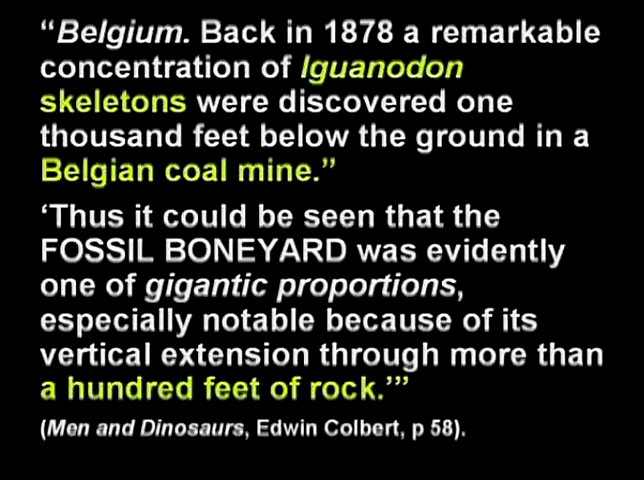 “Belgium. Back in 1878 a remarkable
concentration of Iguanodon
skeletons were discovered one
thousand feet below the ground in a
Belgian coal mine.”
‘Thus it could be seen that the
FOSSIL BONEYARD was evidently
one of gigantic proportions,
especially notable because of its
vertical extension through more than
a hundred feet of rock.’”
(Men and Dinosaurs, Edwin Colbert, p 58).